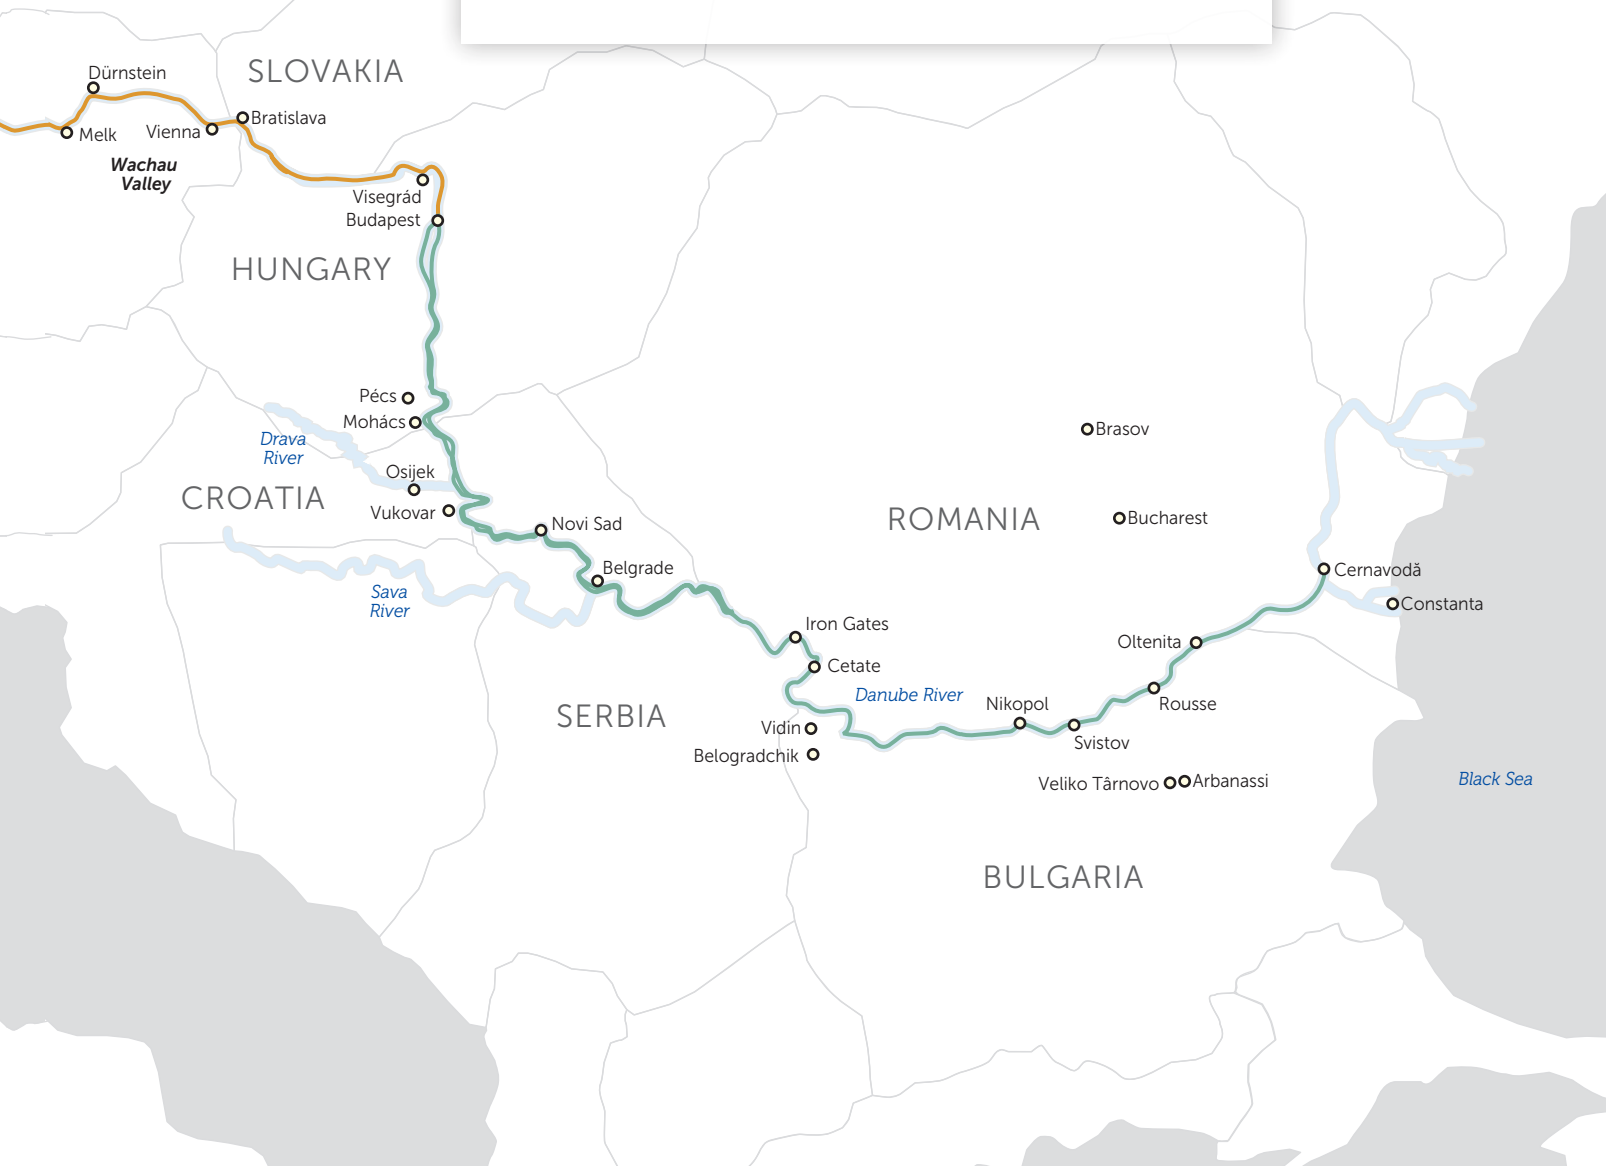 SLOVAKIA
Dürnstein
Bratislava
Melk
Vienna
Wachau
Valley
Visegrád
Budapest
HUNGARY
Pécs
Mohács
Drava
River
Osijek
CROATIA
Vukovar
Novi Sad
Belgrade
Sava
River
Brasov
ROMANIA
Bucharest
Cernavodă
Constanta
Iron Gates
Cetate
Oltenita
Danube River
SERBIA
Nikopol
Rousse
Vidin
Svistov
Belogradchik
Veliko Târnovo
Arbanassi
Black Sea
BULGARIA